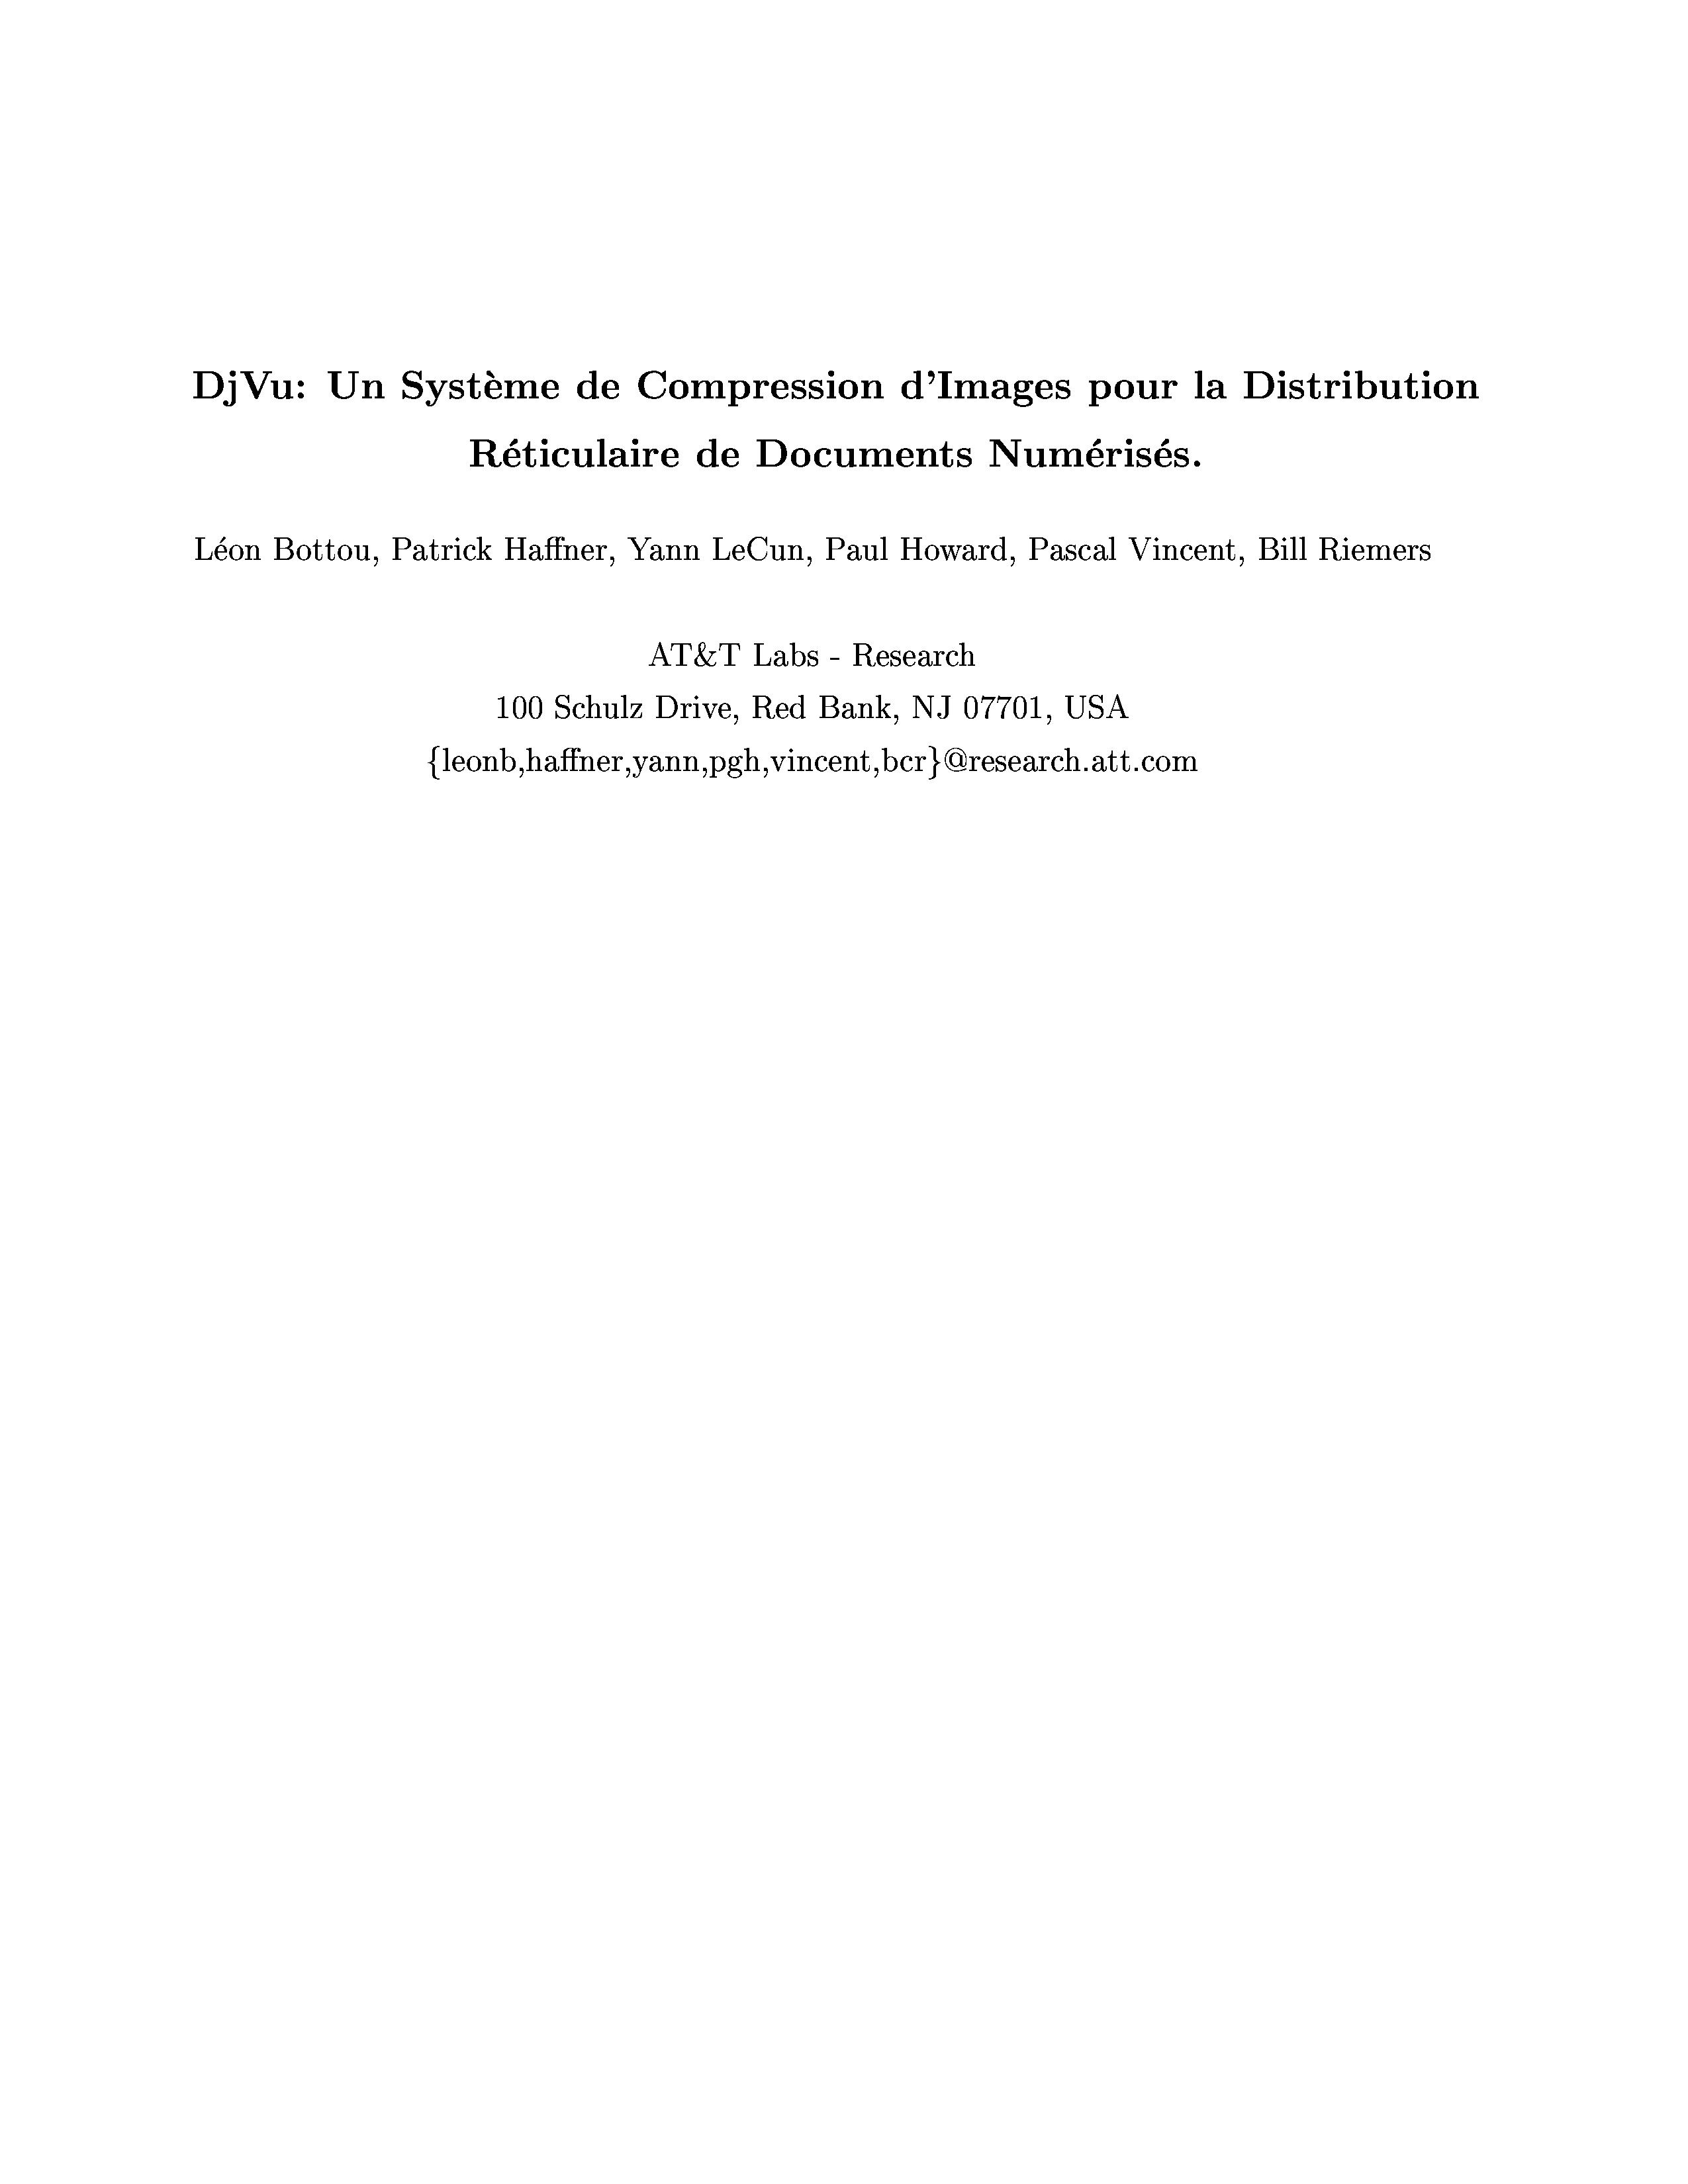 DjVu: Un Système de Compression d'Images pour la Distribution
Réticulaire de Documents Numérisés.
Léon Bottou, Patrick Haffner, Yann LeCun, Paul Howard, Pascal Vincent, Bill Riemers
AT&T Labs - Research
100 Schulz Drive, Red Bank, NJ 07701, USA
{leonb,haffner,yann,pgh,vincent,bcr}@research.att.com